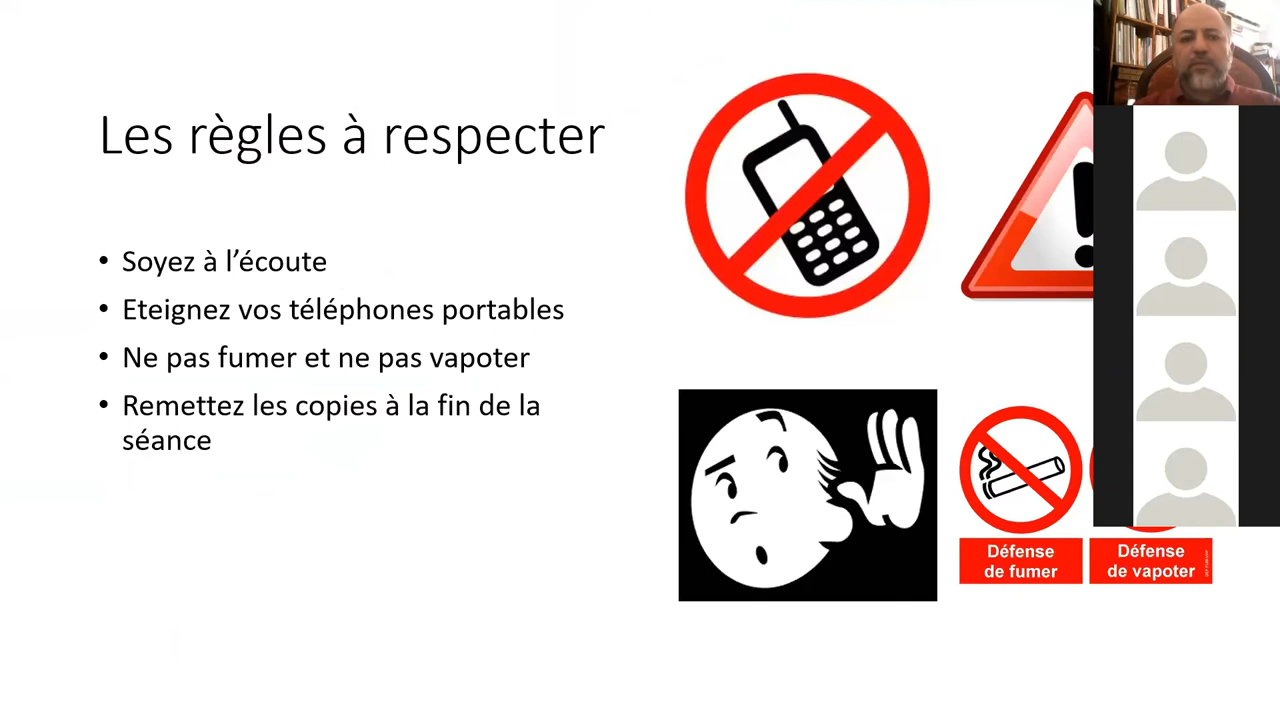 Les règles à respecter
• Soyez à l’écoute
• Eteignez vos téléphones portables
• Ne pas fumer et ne pas vapoter
• Remettez les copies à la fin de la
séance
Défense
de fumer
Défense
de vapoter